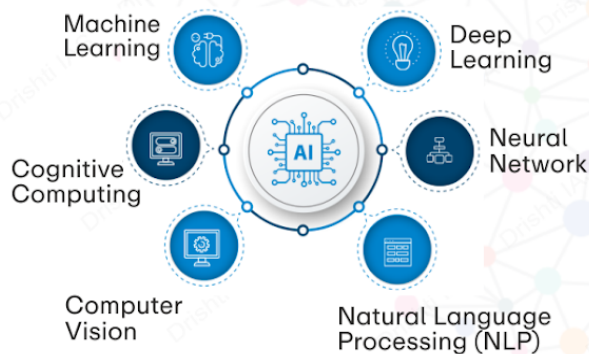 Machine
Learning
Deep
Learning
AI
Cognitive
Computing
Neural
Network
Computer
Vision
Natural Language
Processing (NLP)